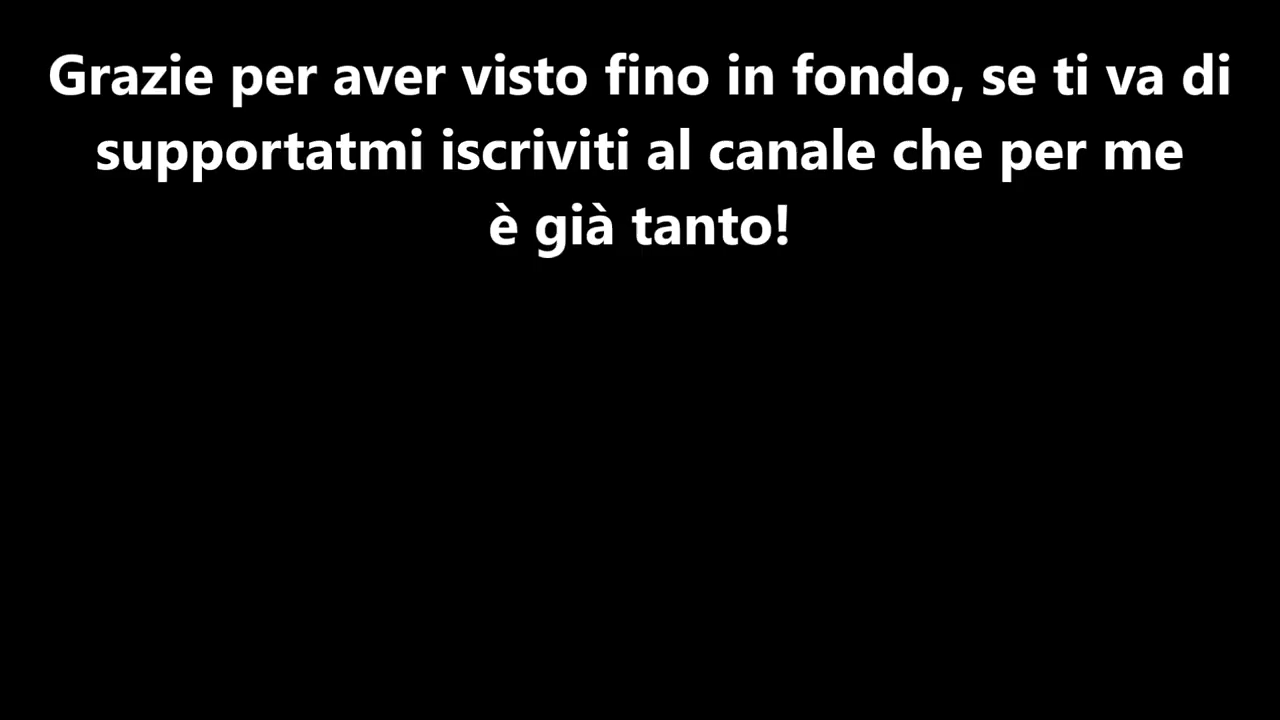 Grazie per aver visto fino in fondo, se ti va di
supportatmi iscriviti al canale che per me
è già tanto!